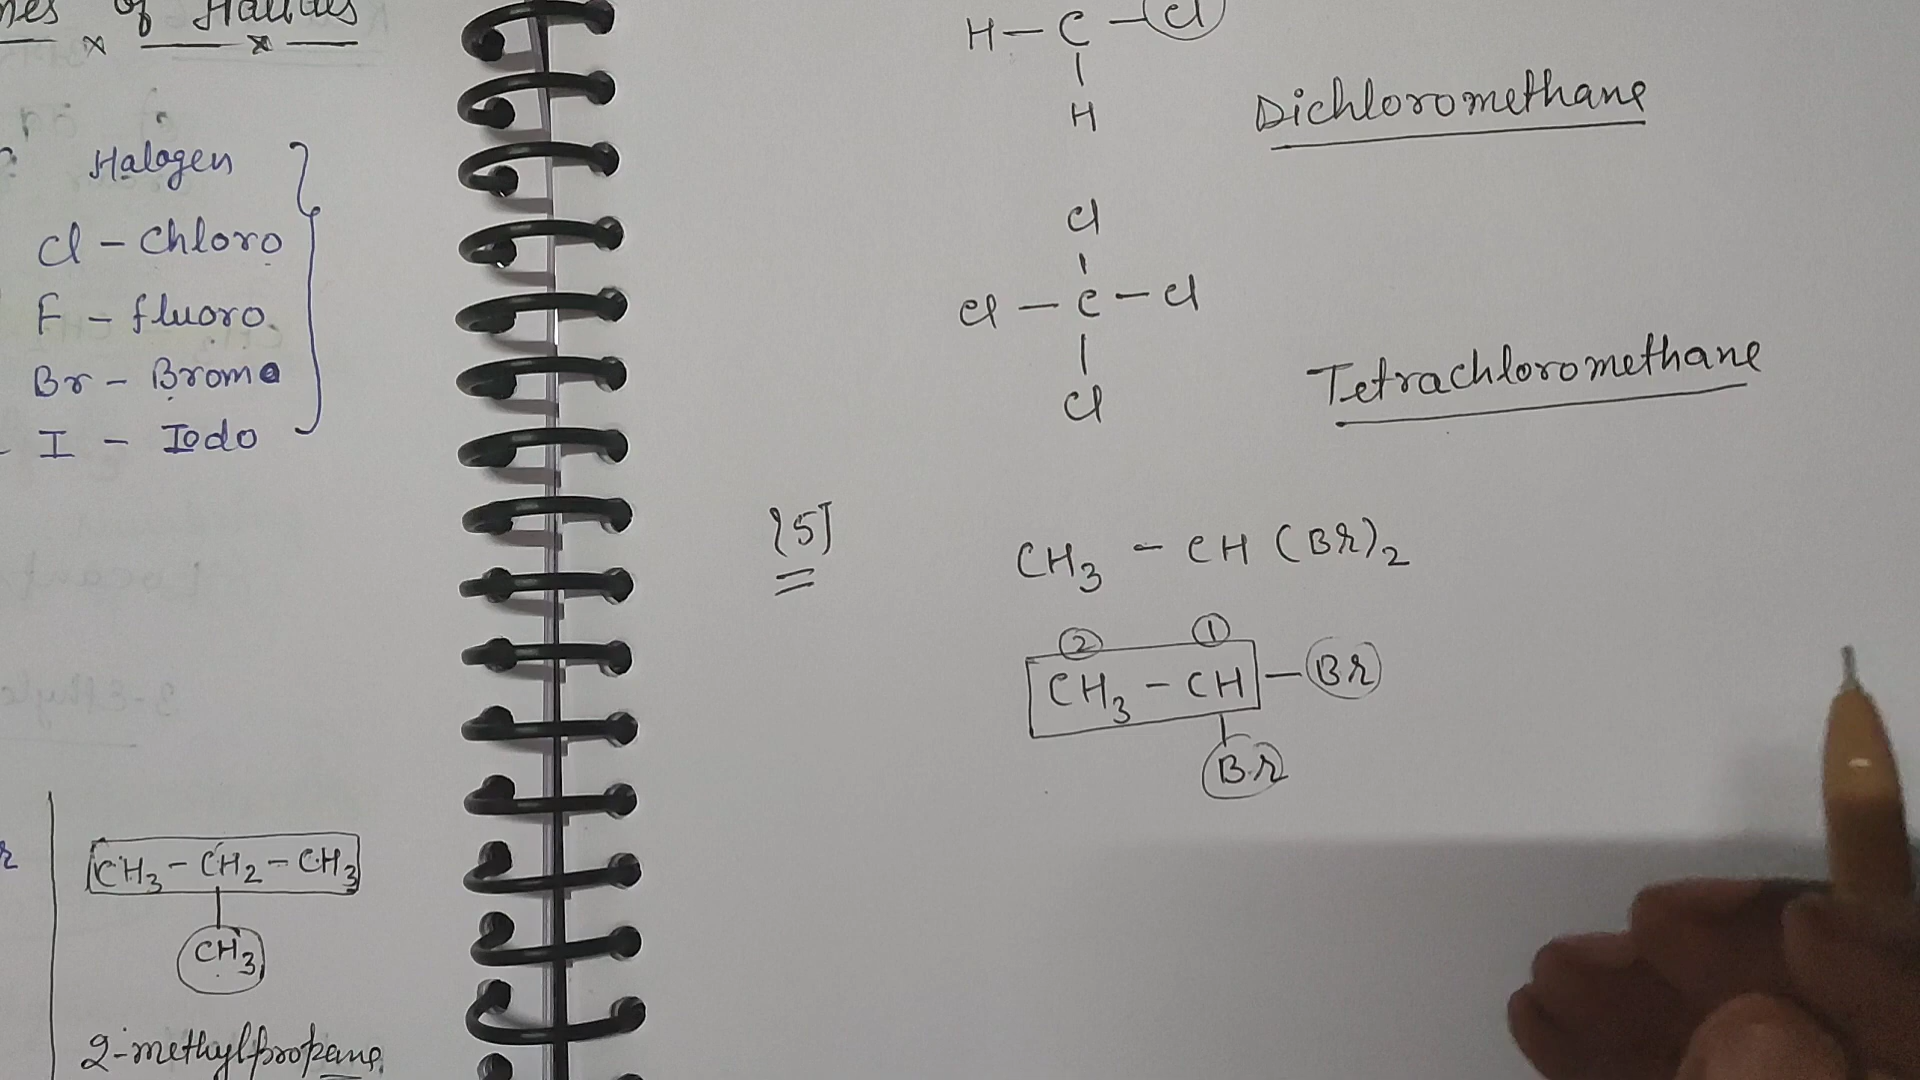 of Halides
Halogen
Cl - Chloro
F - fluoro
Br - Bromo
I - Iodo
CH3 - CH2 - CH3
CH3
2-methylpropane
H - C - Cl
H
Dichloromethane
Cl
Cl - C - Cl
Cl
Tetrachloromethane
[5]
CH3 - CH (Br)2
2 1
CH3 - CH - Br
Br